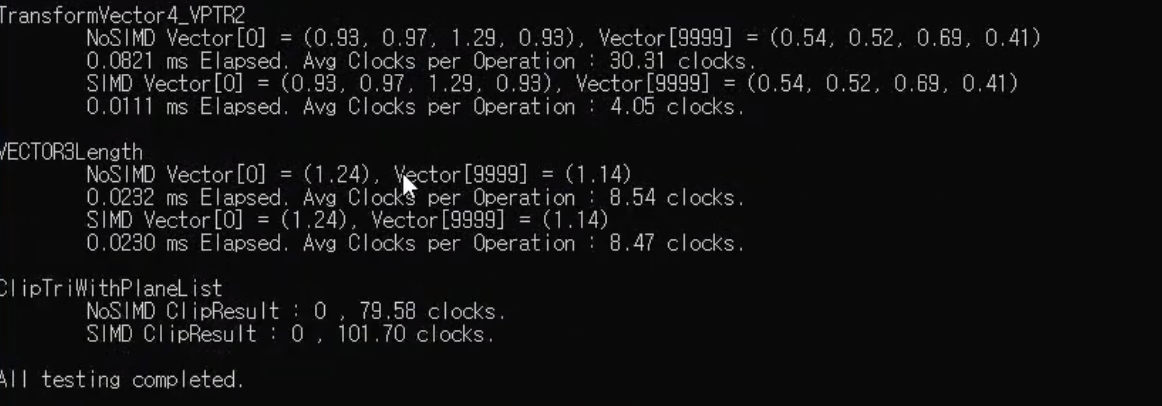 TransformVector4_VPTR2
NoSIMD Vector[0] = (0.93, 0.97, 1.29, 0.93), Vector[9999] = (0.54, 0.52, 0.69, 0.41)
0.0821 ms Elapsed. Avg Clocks per Operation : 30.31 clocks.
SIMD Vector[0] = (0.93, 0.97, 1.29, 0.93), Vector[9999] = (0.54, 0.52, 0.69, 0.41)
0.0111 ms Elapsed. Avg Clocks per Operation : 4.05 clocks.
VECTOR3Length
NoSIMD Vector[0] = (1.24), Vector[9999] = (1.14)
0.0232 ms Elapsed. Avg Clocks per Operation : 8.54 clocks.
SIMD Vector[0] = (1.24), Vector[9999] = (1.14)
0.0230 ms Elapsed. Avg Clocks per Operation : 8.47 clocks.
ClipTriWithPlaneList
NoSIMD ClipResult : 0 , 79.58 clocks.
SIMD ClipResult : 0 , 101.70 clocks.
All testing completed.